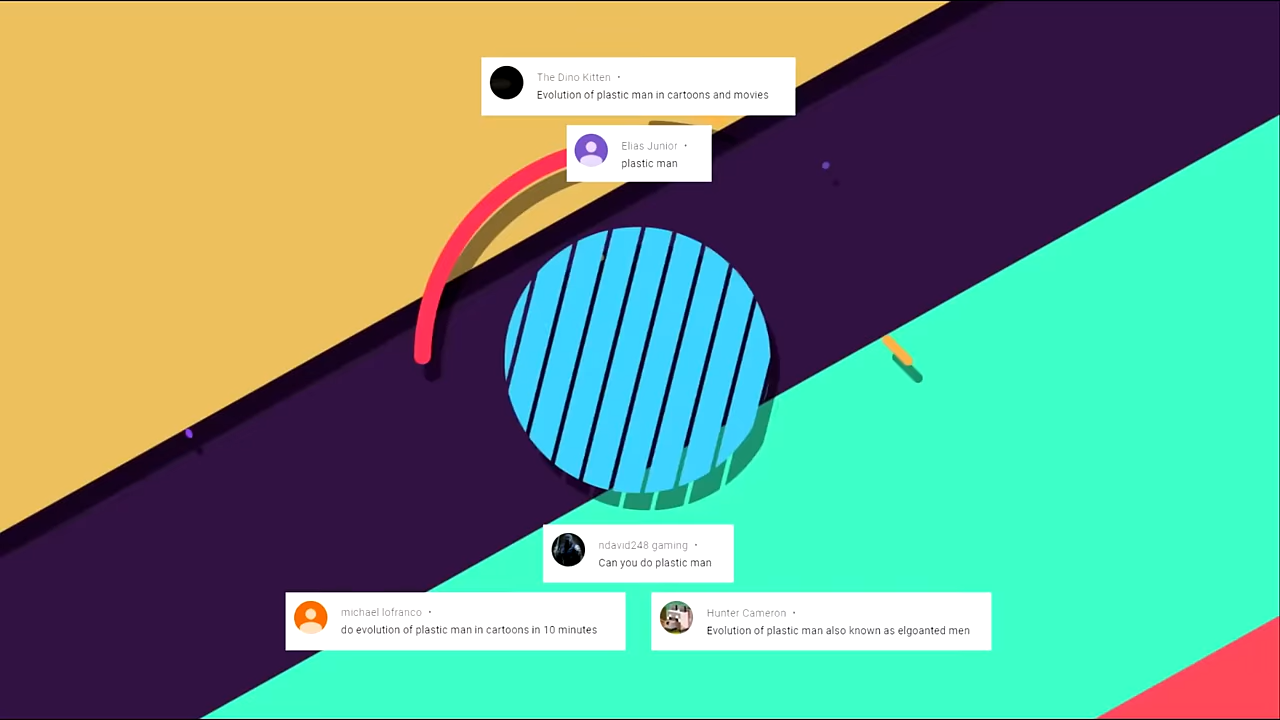 The Dino Kitten •
Evolution of plastic man in cartoons and movies
Elias Junior •
plastic man
ndavid248 gaming •
Can you do plastic man
michael lofranco •
do evolution of plastic man in cartoons in 10 minutes
Hunter Cameron •
Evolution of plastic man also known as elgoanted men